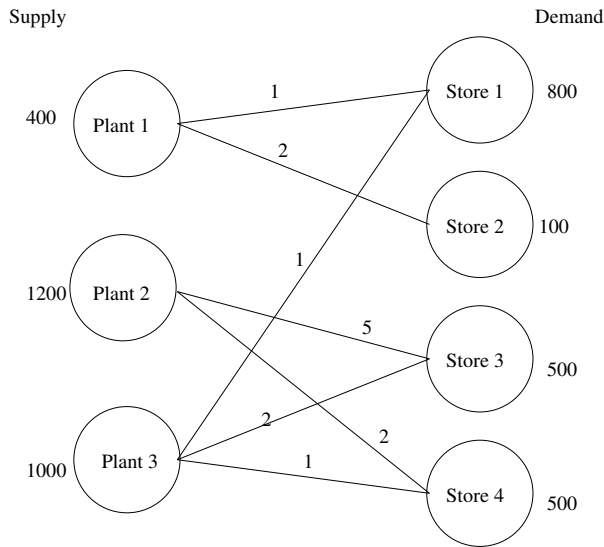 Supply
Demand
400
Plant 1
1
Store 1
800
2
Store 2
100
1
1200
Plant 2
5
Store 3
500
2
2
1000
Plant 3
1
Store 4
500